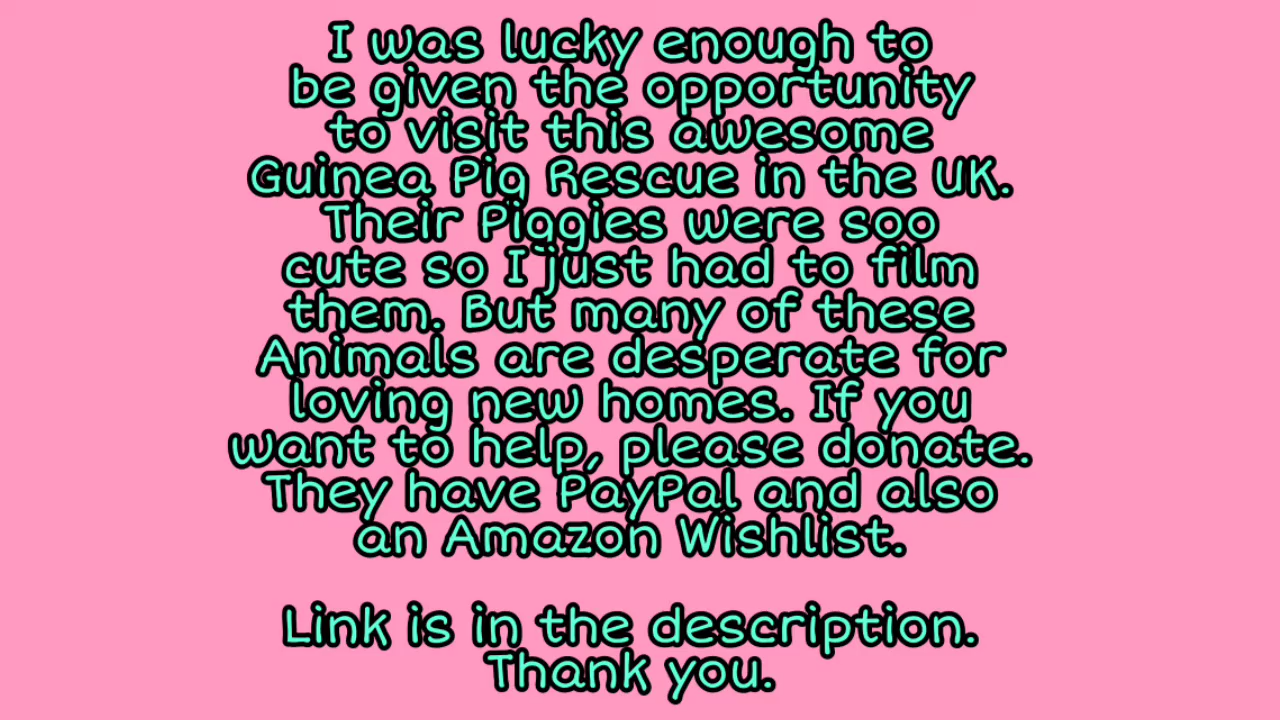 I was lucky enough to
be given the opportunity
to visit this awesome
Guinea Pig Rescue in the UK.
Their Piggies were soo
cute so I just had to film
them. But many of these
Animals are desperate for
loving new homes. If you
want to help, please donate.
They have PayPal and also
an Amazon Wishlist.
Link is in the description.
Thank you.